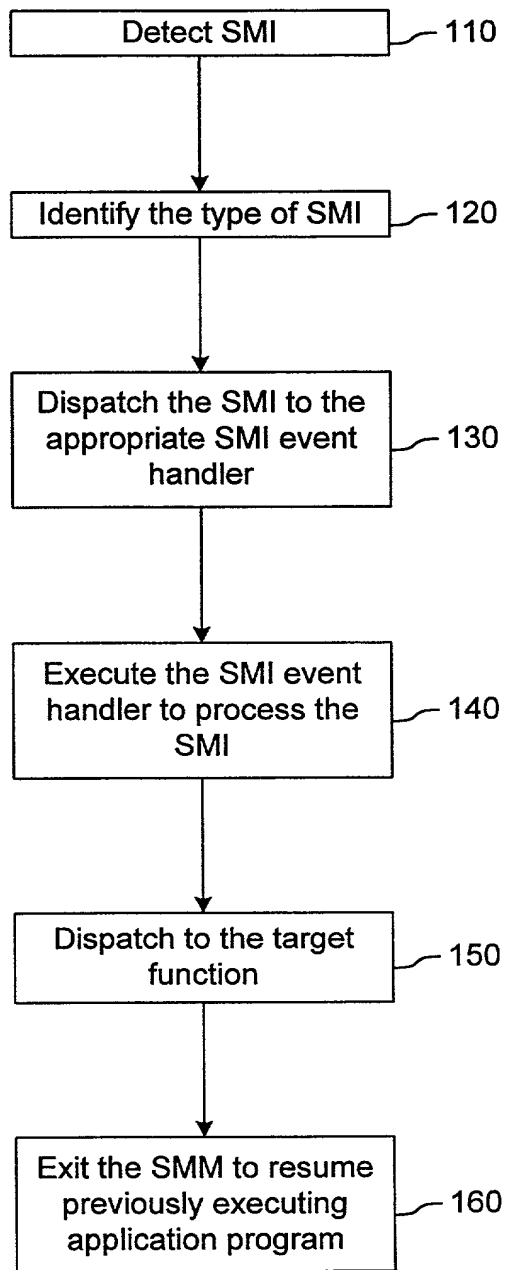 Detect SMI
110
Identify the type of SMI
120
Dispatch the SMI to the
appropriate SMI event
handler
130
Execute the SMI event
handler to process the
SMI
140
Dispatch to the target
function
150
Exit the SMM to resume
previously executing
application program
160